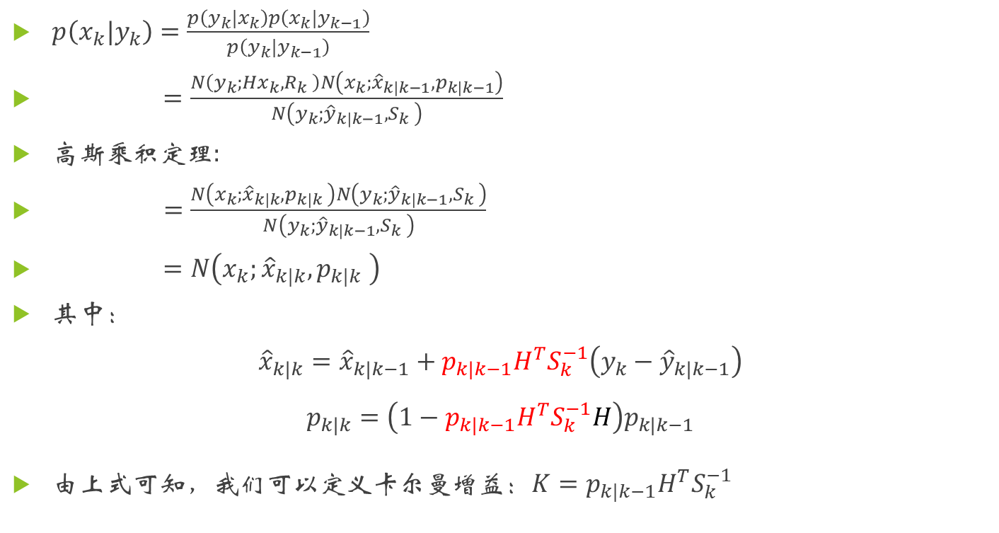 p(x_k|y_k) = \frac{p(y_k|x_k)p(x_k|y_{k-1})}{p(y_k|y_{k-1})}
= \frac{N(y_k;Hx_k,R_k)N(x_k;\hat{x}_{k|k-1},p_{k|k-1})}{N(y_k;\hat{y}_{k|k-1},S_k)}
高斯乘积定理:
= \frac{N(x_k;\hat{x}_{k|k},p_{k|k})N(y_k;\hat{y}_{k|k-1},S_k)}{N(y_k;\hat{y}_{k|k-1},S_k)}
= N(x_k;\hat{x}_{k|k},p_{k|k})
其中：
\hat{x}_{k|k} = \hat{x}_{k|k-1} + p_{k|k-1}H^T S_k^{-1}(y_k - \hat{y}_{k|k-1})
p_{k|k} = (1 - p_{k|k-1}H^T S_k^{-1}H)p_{k|k-1}
由上式可知，我们可以定义卡尔曼增益：K = p_{k|k-1}H^T S_k^{-1}